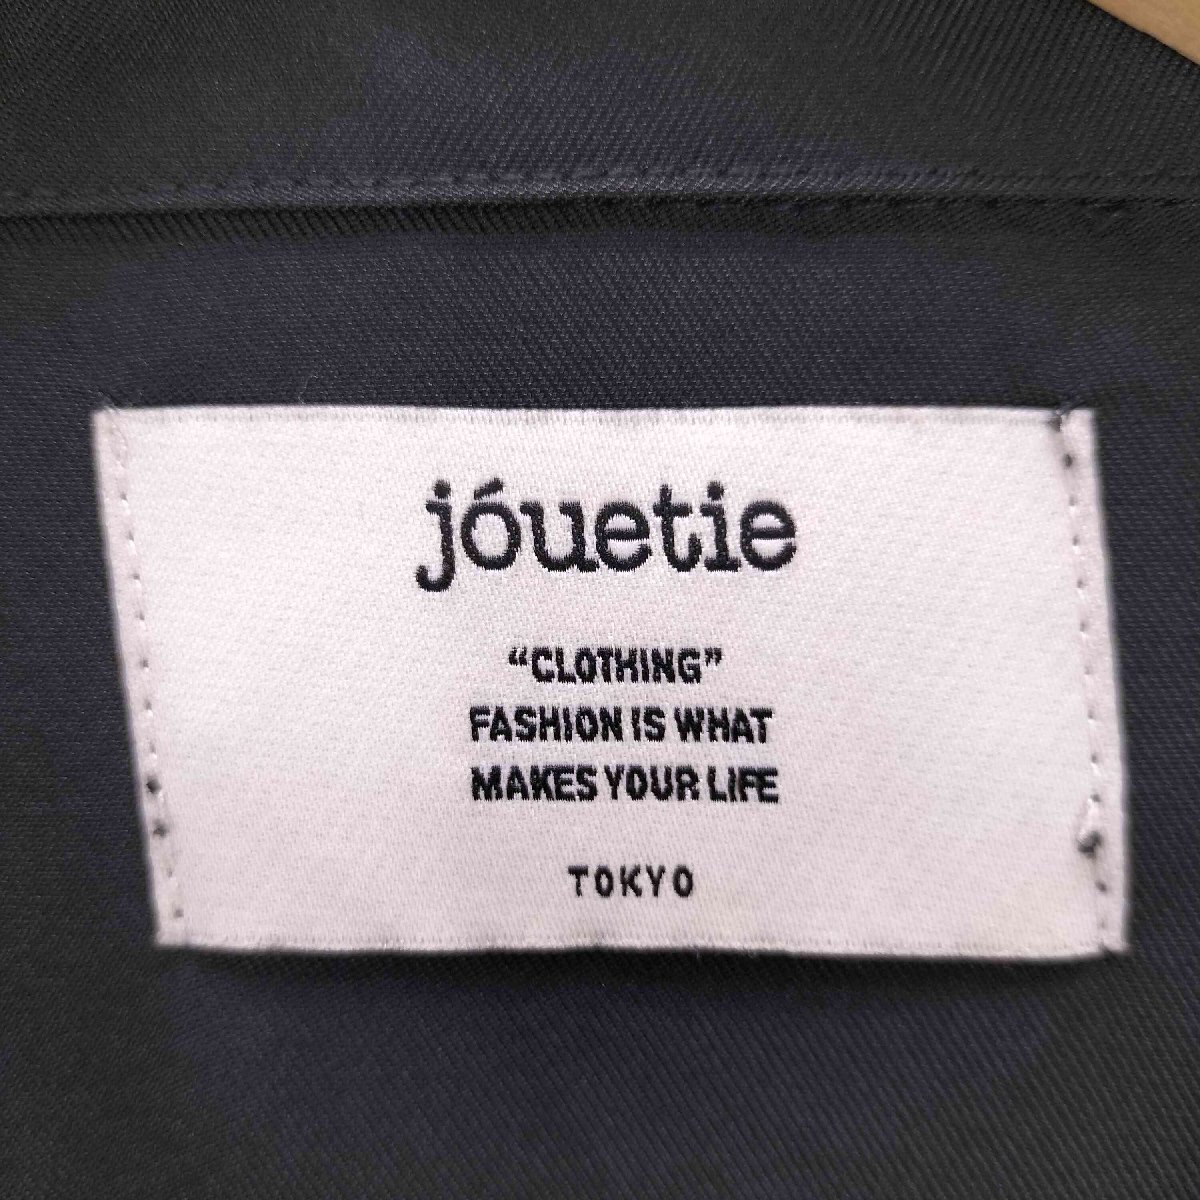 jóuetie
“CLOTHING”
FASHION IS WHAT
MAKES YOUR LIFE
TOKYO